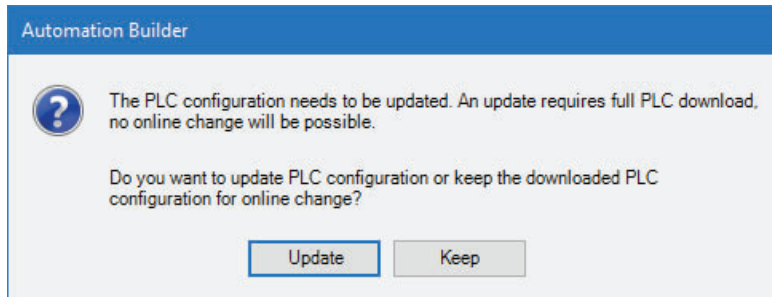 Automation Builder
The PLC configuration needs to be updated. An update requires full PLC download,
no online change will be possible.
Do you want to update PLC configuration or keep the downloaded PLC
configuration for online change?
Update Keep